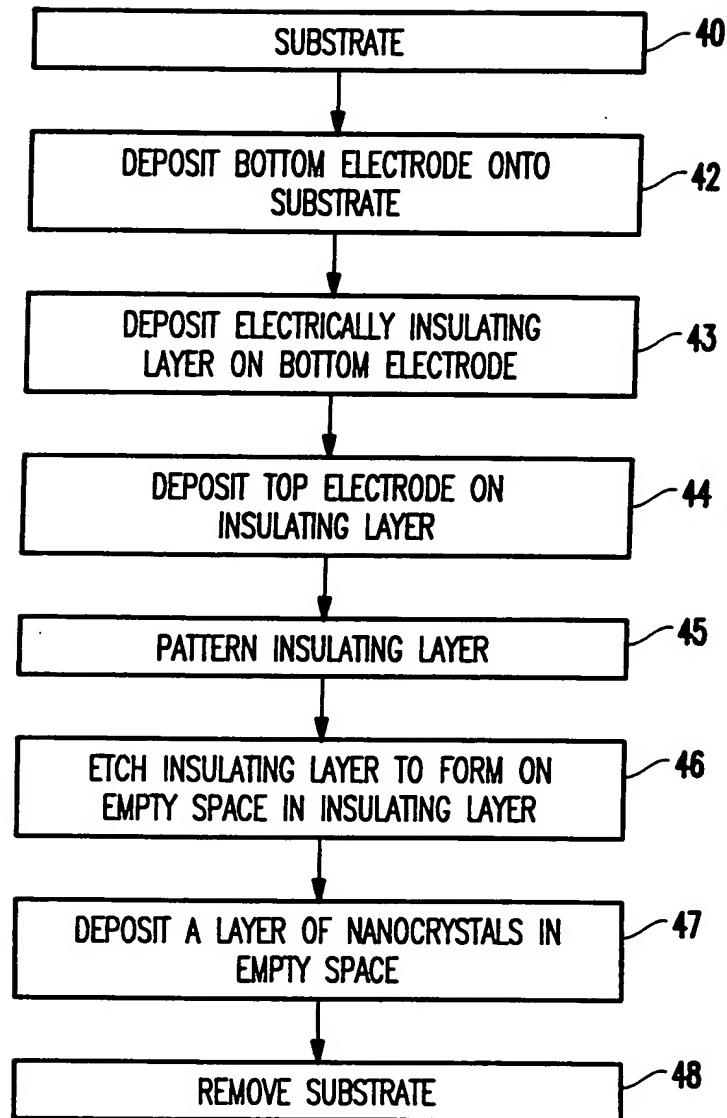 SUBSTRATE
40
DEPOSIT BOTTOM ELECTRODE ONTO
SUBSTRATE
42
DEPOSIT ELECTRICALLY INSULATING
LAYER ON BOTTOM ELECTRODE
43
DEPOSIT TOP ELECTRODE ON
INSULATING LAYER
44
PATTERN INSULATING LAYER
45
ETCH INSULATING LAYER TO FORM ON
EMPTY SPACE IN INSULATING LAYER
46
DEPOSIT A LAYER OF NANOCRYSTALS IN
EMPTY SPACE
47
REMOVE SUBSTRATE
48